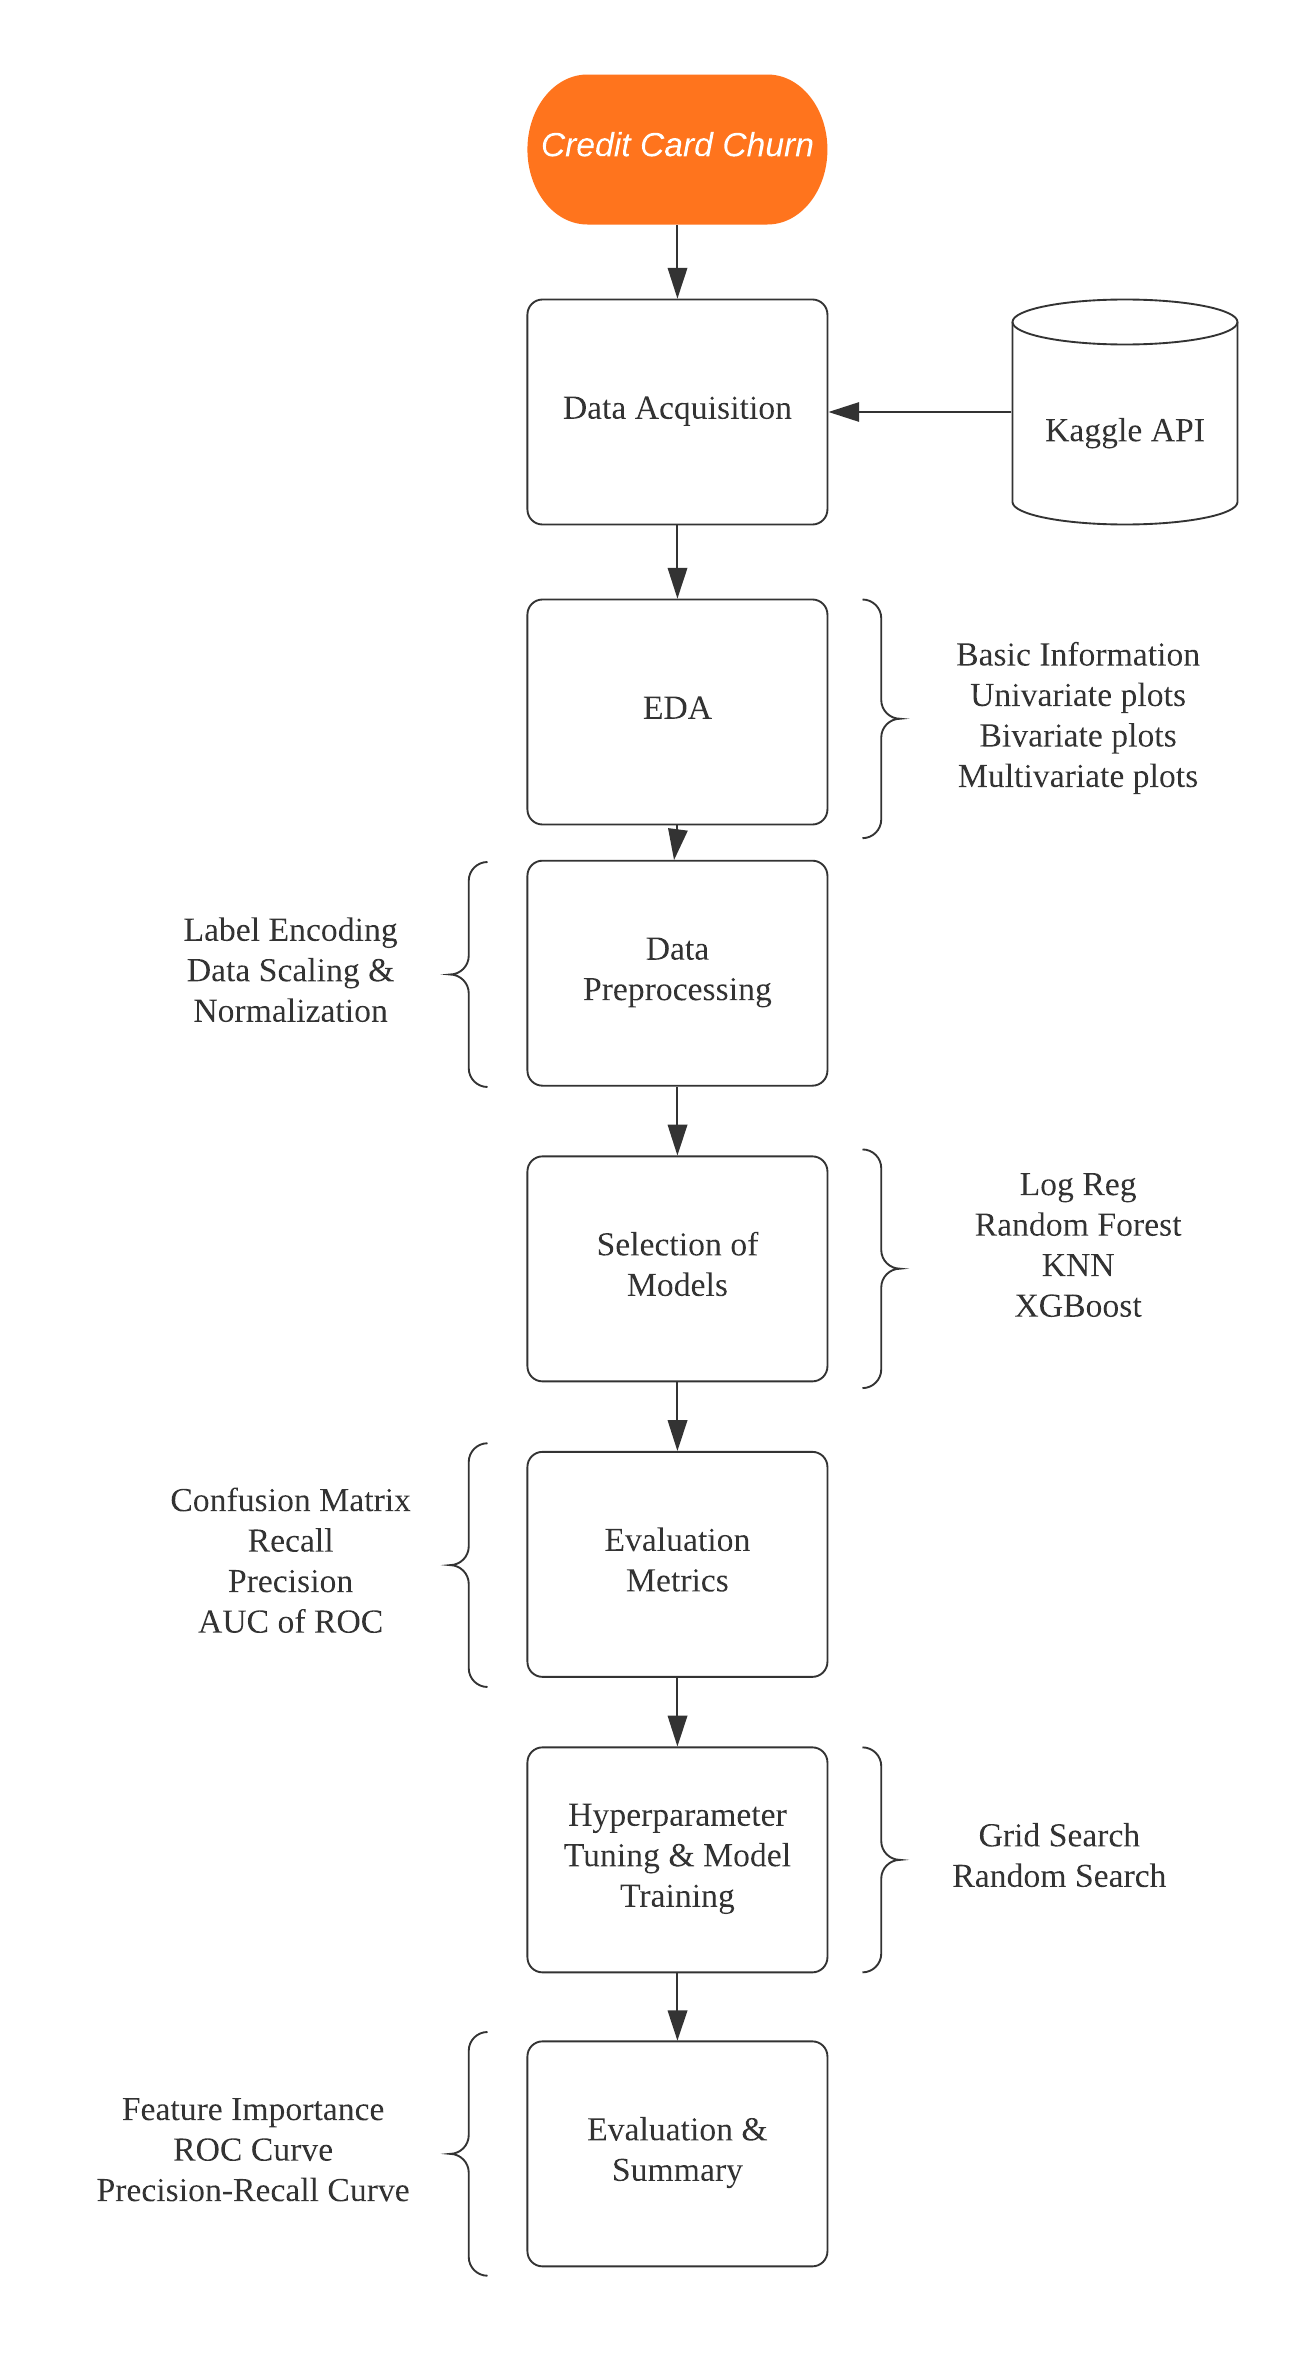 Credit Card Churn
Data Acquisition
Kaggle API
EDA
Basic Information
Univariate plots
Bivariate plots
Multivariate plots
Label Encoding
Data Scaling &
Normalization
Data
Preprocessing
Selection of
Models
Log Reg
Random Forest
KNN
XGBoost
Confusion Matrix
Recall
Precision
AUC of ROC
Evaluation
Metrics
Hyperparameter
Tuning & Model
Training
Grid Search
Random Search
Feature Importance
ROC Curve
Precision-Recall Curve
Evaluation &
Summary